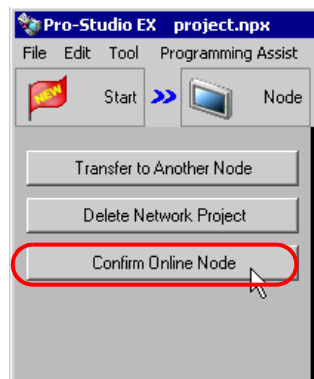 Pro-Studio EX project.npx
File Edit Tool Programming Assist
NEW Start Node
Transfer to Another Node
Delete Network Project
Confirm Online Node